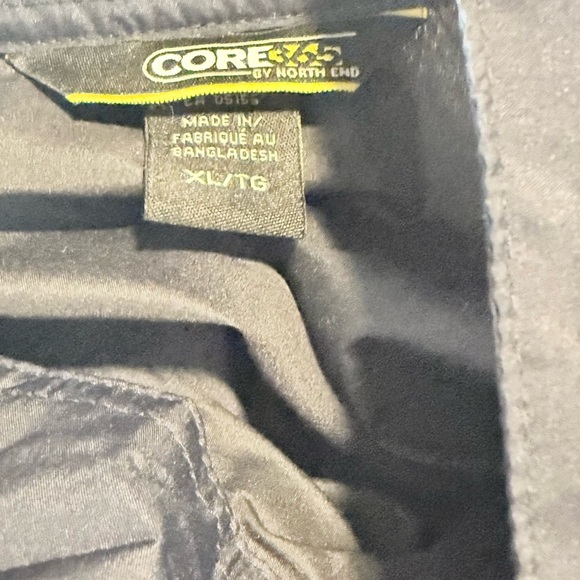 CORE365
BY NORTH END
MADE IN/
FABRIQUÉ AU
BANGLADESH
XL/TG